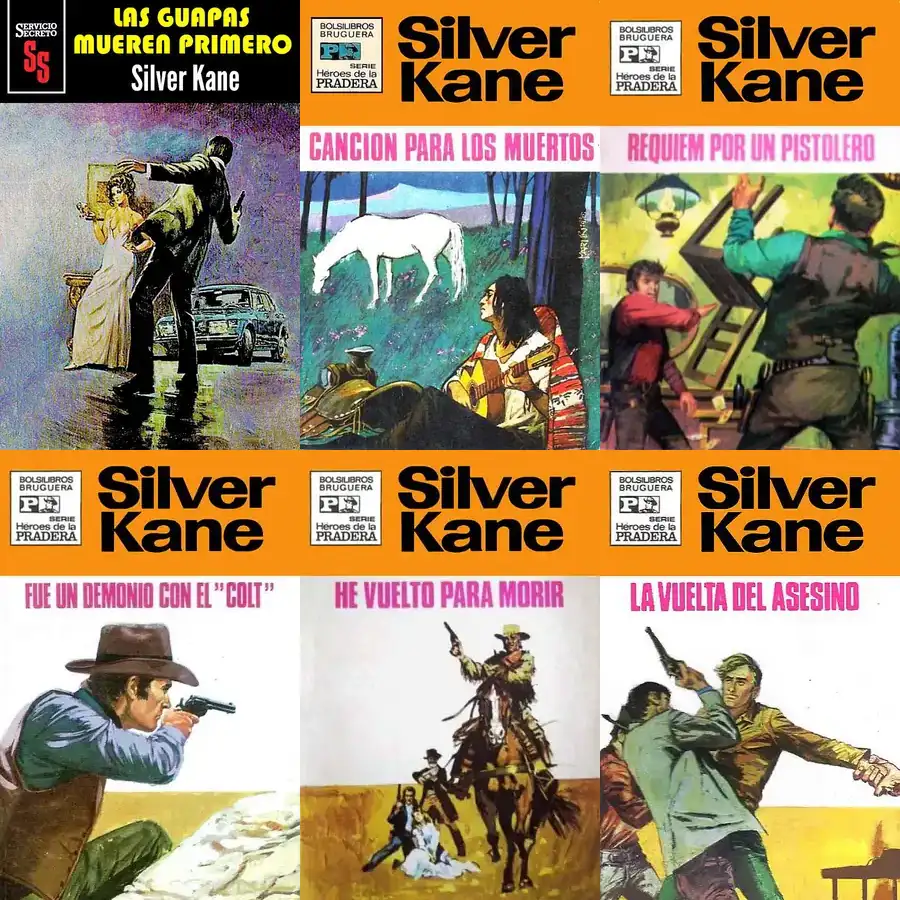 SERVICIO
SECRETO
SS
LAS GUAPAS
MUEREN PRIMERO
Silver Kane
BOLSILIBROS
BRUGUERA
SERIE
Héroes de la
PRADERA
Silver
Kane
CANCION PARA LOS MUERTOS
BOLSILIBROS
BRUGUERA
SERIE
Héroes de la
PRADERA
Silver
Kane
REQUIEM POR UN PISTOLERO
BOLSILIBROS
BRUGUERA
SERIE
Héroes de la
PRADERA
Silver
Kane
FUE UN DEMONIO CON EL "COLT"
BOLSILIBROS
BRUGUERA
SERIE
Héroes de la
PRADERA
Silver
Kane
HE VUELTO PARA MORIR
BOLSILIBROS
BRUGUERA
SERIE
Héroes de la
PRADERA
Silver
Kane
LA VUELTA DEL ASESINO